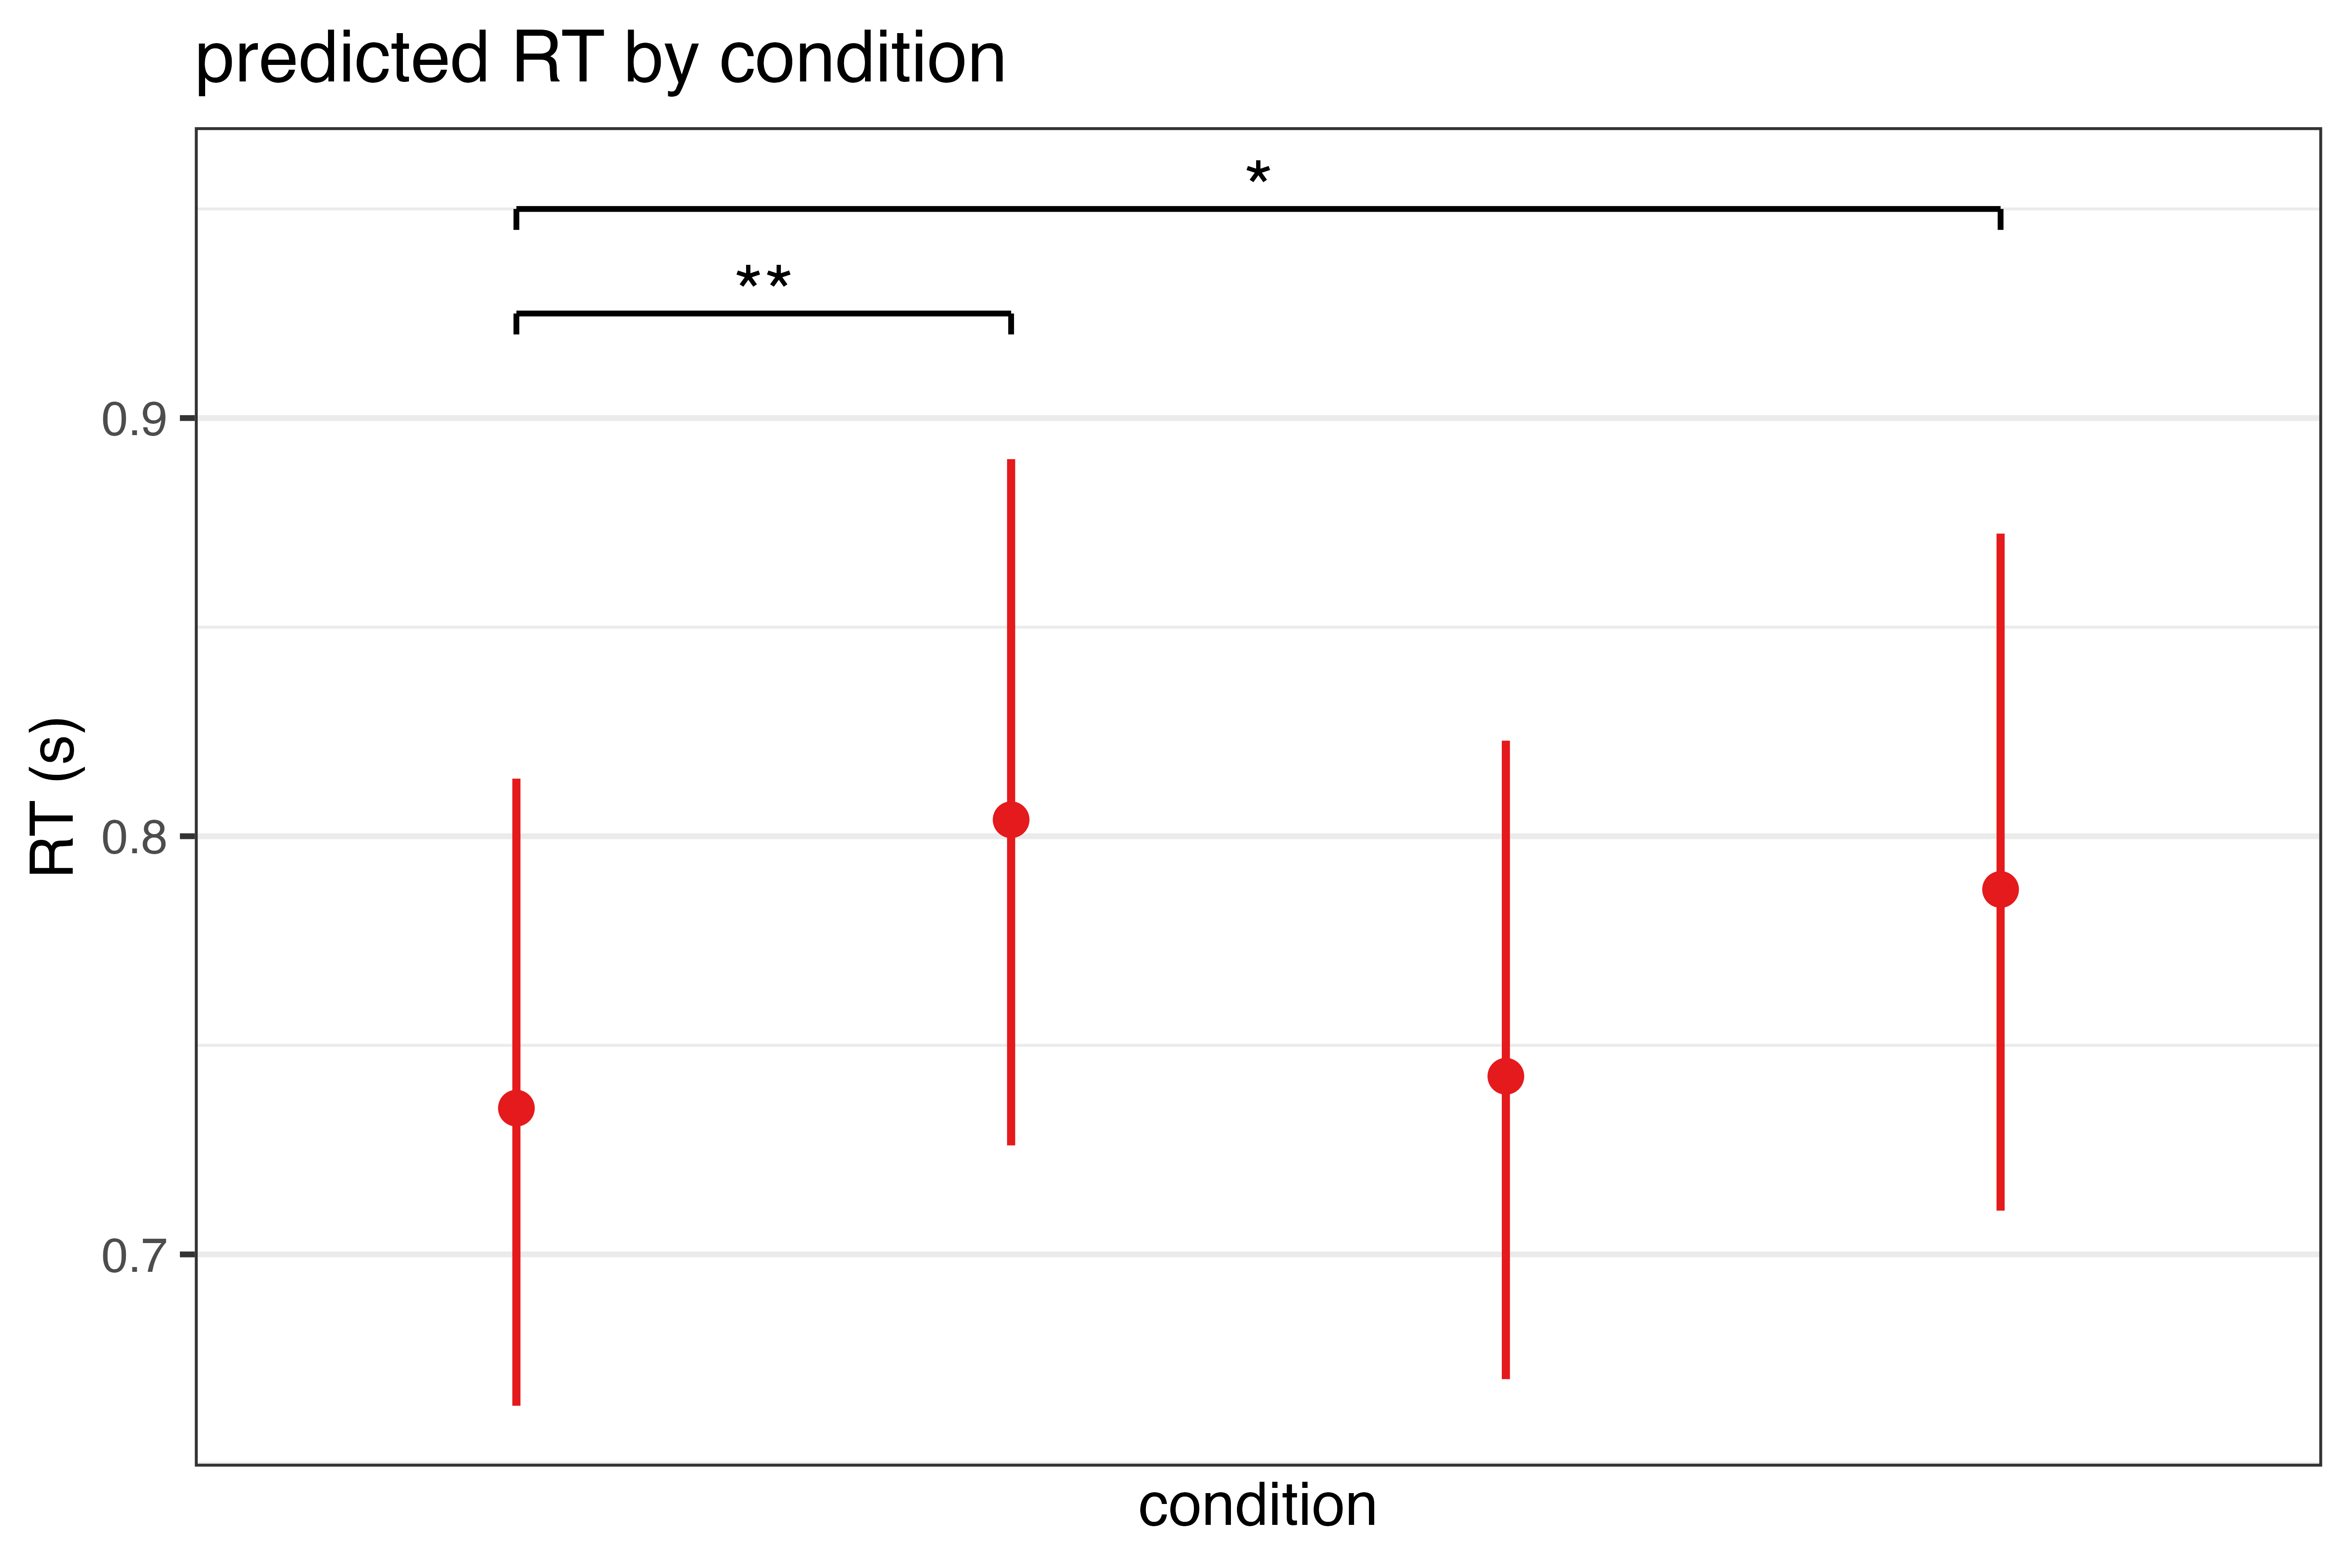 predicted RT by condition
*
**
0.9
0.8
0.7
RT (s)
condition